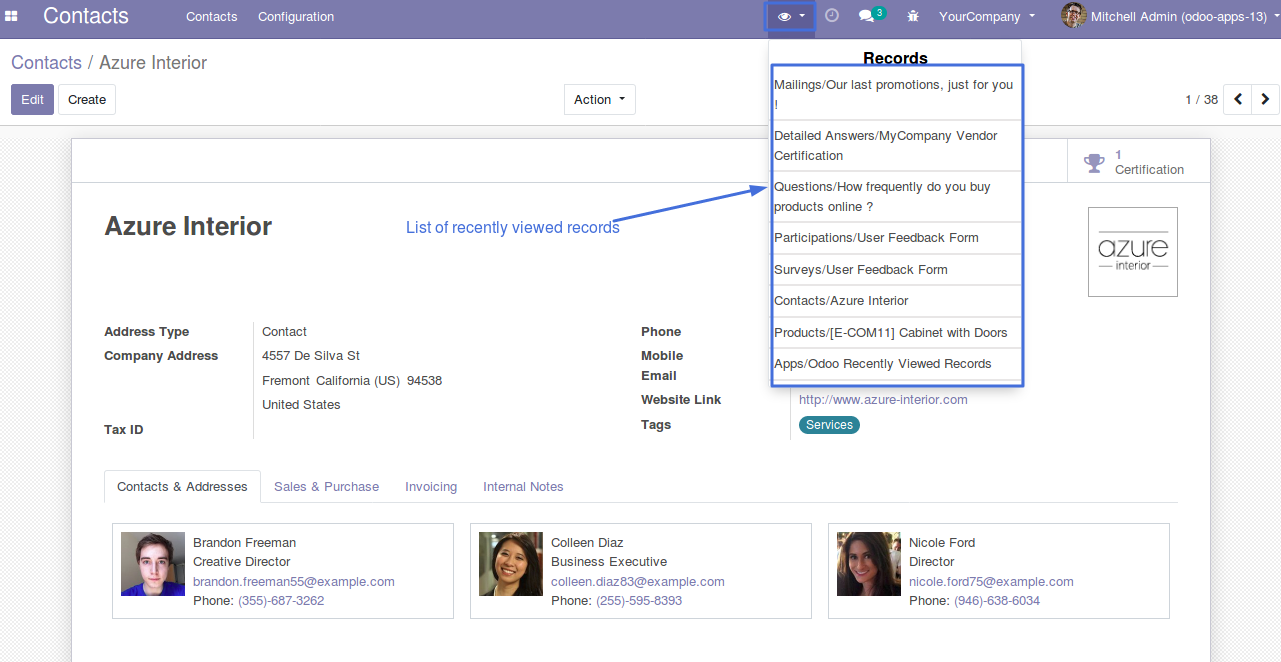 Contacts
Contacts
Configuration
3
YourCompany
Mitchell Admin (odoo-apps-13)
Contacts / Azure Interior
Edit
Create
Action
1 / 38
Records
Mailings/Our last promotions, just for you
!
Detailed Answers/MyCompany Vendor
Certification
Questions/How frequently do you buy
products online ?
Participations/User Feedback Form
Surveys/User Feedback Form
Contacts/Azure Interior
Products/[E-COM11] Cabinet with Doors
Apps/Odoo Recently Viewed Records
1
Certification
Azure Interior
List of recently viewed records
azure
interior
Address Type
Contact
Company Address
4557 De Silva St
Fremont California (US) 94538
United States
Tax ID
Phone
Mobile
Email
Website Link
http://www.azure-interior.com
Tags
Services
Contacts & Addresses
Sales & Purchase
Invoicing
Internal Notes
Brandon Freeman
Creative Director
brandon.freeman55@example.com
Phone: (355)-687-3262
Colleen Diaz
Business Executive
colleen.diaz83@example.com
Phone: (255)-595-8393
Nicole Ford
Director
nicole.ford75@example.com
Phone: (946)-638-6034